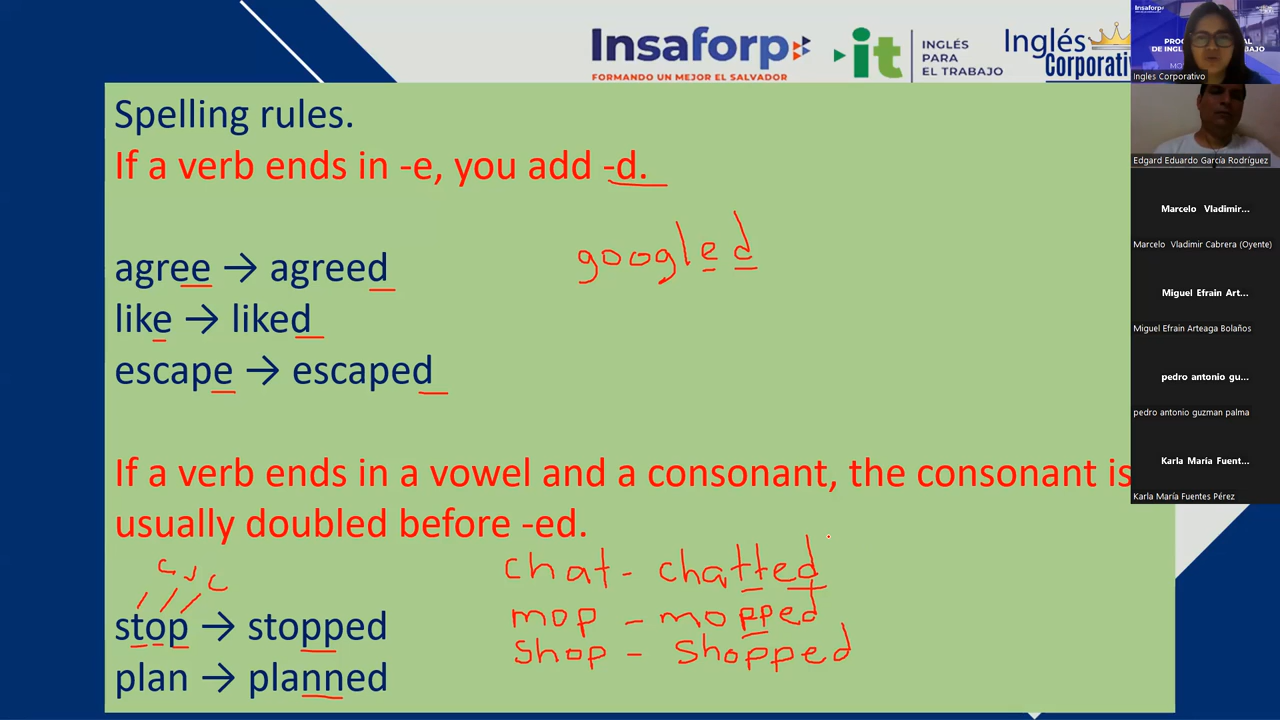 Insaforp
FORMANDO UN MEJOR EL SALVADOR
it
INGLÉS
PARA
EL TRABAJO
Inglés
Corporativ
Spelling rules.
If a verb ends in -e, you add -d.
googled
agree → agreed
like → liked
escape → escaped
If a verb ends in a vowel and a consonant, the consonant is
usually doubled before -ed.
c v c
chat - chatted
stop → stopped
mop - mopped
shop - shopped
plan → planned
Insaforp
Ingles Corporativo
Edgard Eduardo García Rodríguez
Marcelo Vladimir...
Marcelo Vladimir Cabrera (Oyente)
Miguel Efrain Art...
Miguel Efrain Arteaga Bolaños
pedro antonio gu...
pedro antonio guzman palma
Karla María Fuent...
Karla María Fuentes Pérez